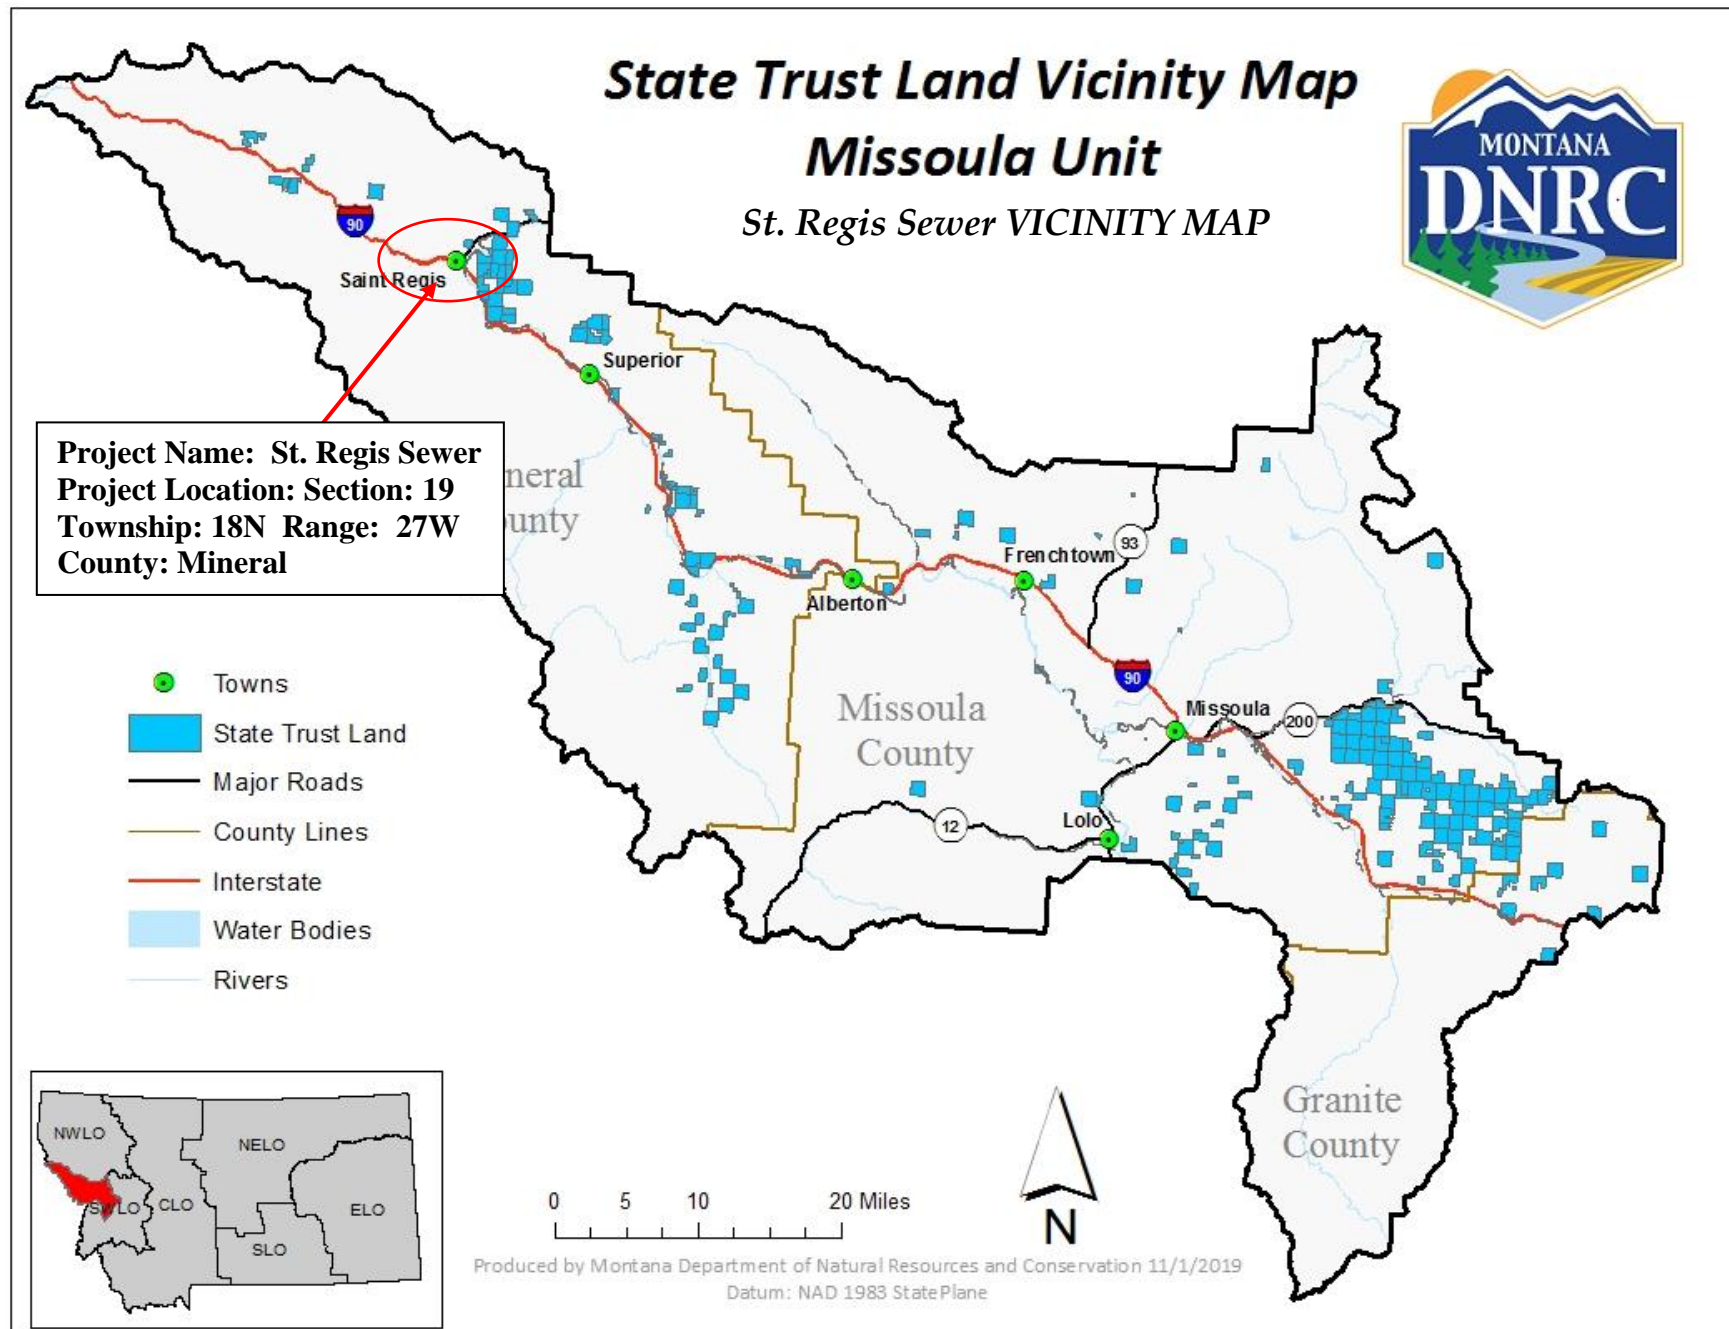 State Trust Land Vicinity Map
Missoula Unit
St. Regis Sewer VICINITY MAP
MONTANA
DNRC
90
Saint Regis
Superior
Project Name: St. Regis Sewer
Project Location: Section: 19
Township: 18N Range: 27W
County: Mineral
neral
ounty
93
Frenchtown
Alberton
90
Missoula
200
Missoula
County
12
Lolo
Towns
State Trust Land
Major Roads
County Lines
Interstate
Water Bodies
Rivers
Granite
County
NWLO
NELO
SWLO
CLO
ELO
SLO
0 5 10 20 Miles
N
Produced by Montana Department of Natural Resources and Conservation 11/1/2019
Datum: NAD 1983 StatePlane